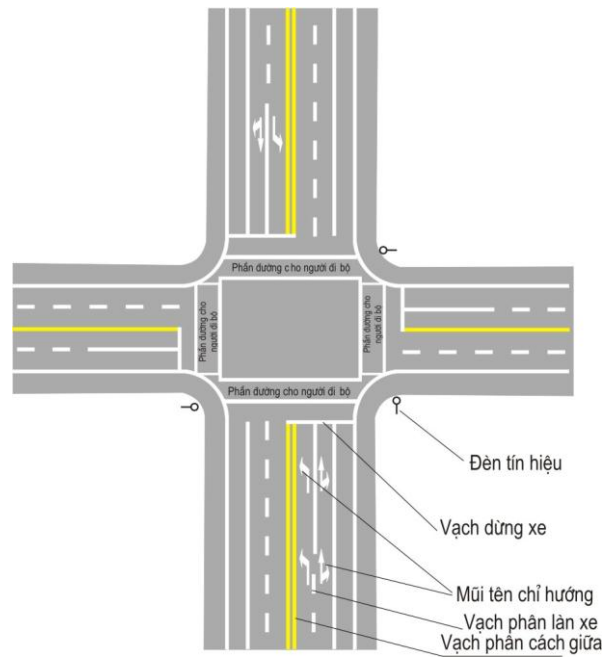 Phần đường cho người đi bộ
Phần đường cho
người đi bộ
Phần đường cho
người đi bộ
Phần đường cho người đi bộ
Đèn tín hiệu
Vạch dừng xe
Mũi tên chỉ hướng
Vạch phân làn xe
Vạch phân cách giữa